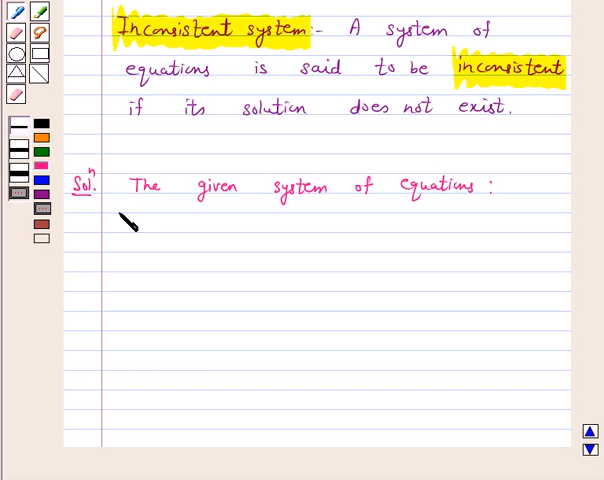 Inconsistent system:- A system of
equations is said to be inconsistent
if its solution does not exist.
Solⁿ. The given system of equations: